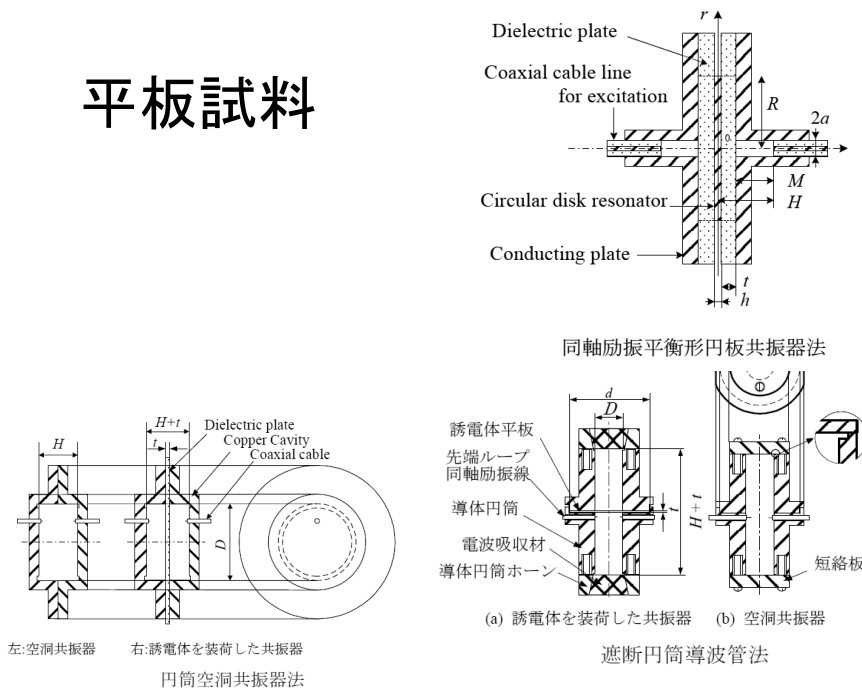 平板試料
r
Dielectric plate
Coaxial cable line
for excitation
R
2a
0
M
Circular disk resonator
H
Conducting plate
t
h
同軸励振平衡形円板共振器法
H+t
H
t
Dielectric plate
Copper Cavity
Coaxial cable
D
左:空洞共振器
右:誘電体を装荷した共振器
円筒空洞共振器法
d
D
誘電体平板
先端ループ
同軸励振線
導体円筒
t
H + t
電波吸収材
導体円筒ホーン
短絡板
(a) 誘電体を装荷した共振器
(b) 空洞共振器
遮断円筒導波管法